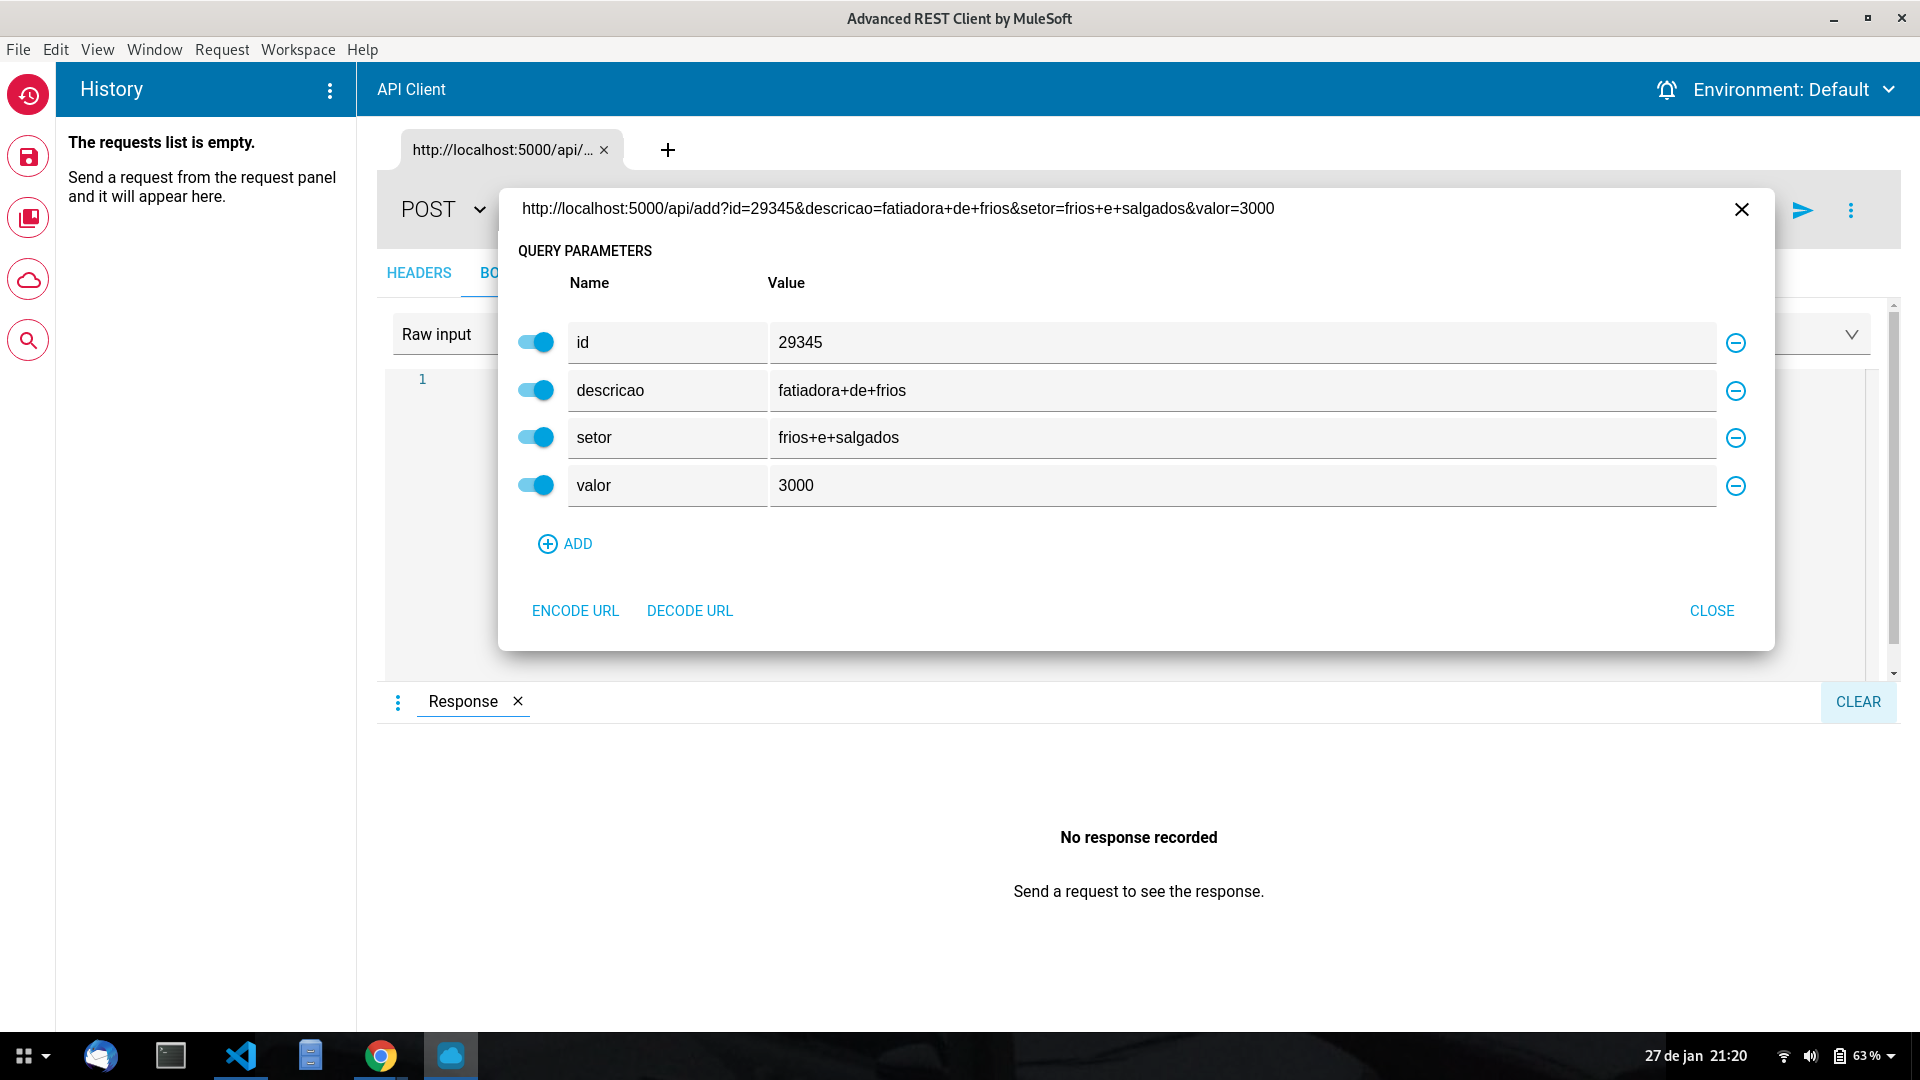 Advanced REST Client by MuleSoft
File Edit View Window Request Workspace Help
History
API Client
Environment: Default
The requests list is empty.
Send a request from the request panel
and it will appear here.
http://localhost:5000/api/...
POST
http://localhost:5000/api/add?id=29345&descricao=fatiadora+de+frios&setor=frios+e+salgados&valor=3000
QUERY PARAMETERS
HEADERS BO
Name Value
Raw input
id 29345
1
descricao fatiadora+de+frios
setor frios+e+salgados
valor 3000
ADD
ENCODE URL DECODE URL CLOSE
Response CLEAR
No response recorded
Send a request to see the response.
27 de jan 21:20 63 %